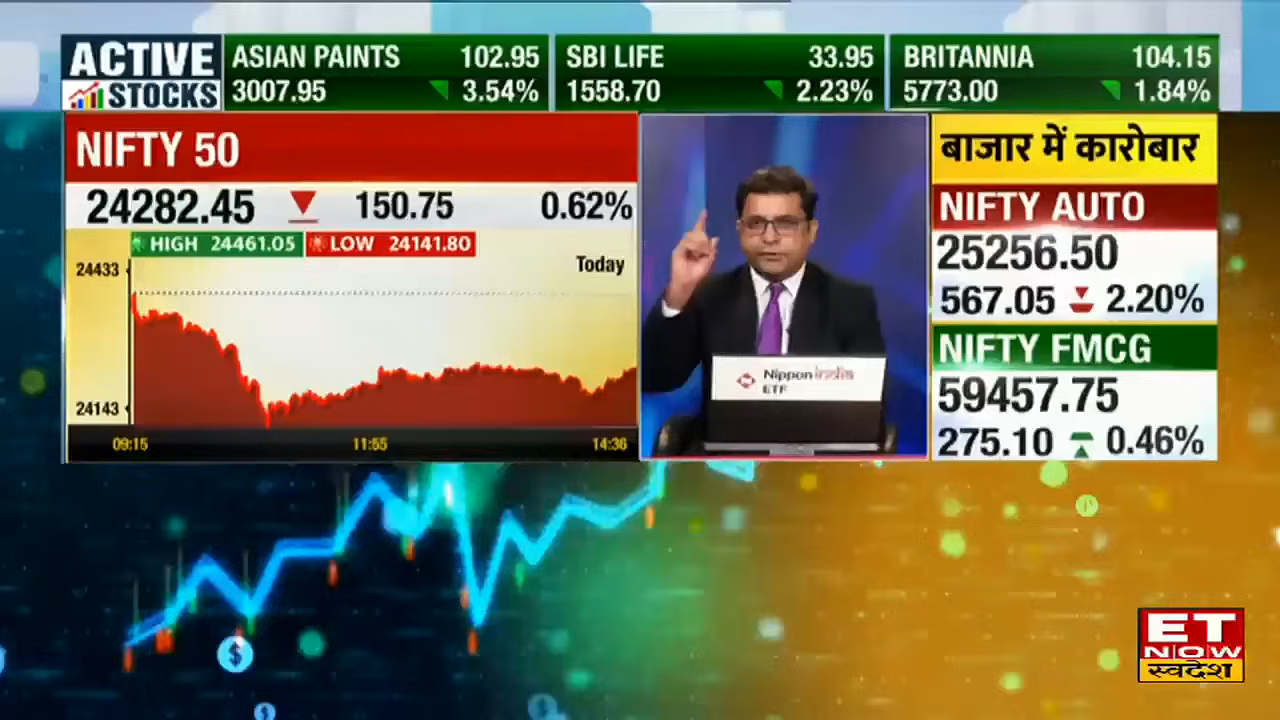 ACTIVE
STOCKS
ASIAN PAINTS 102.95
3007.95 3.54%
SBI LIFE 33.95
1558.70 2.23%
BRITANNIA 104.15
5773.00 1.84%
NIFTY 50
24282.45 150.75 0.62%
HIGH 24461.05 LOW 24141.80
Today
24433
24143
09:15 11:55 14:36
Nippon india
ETF
बाजार में कारोबार
NIFTY AUTO
25256.50
567.05 2.20%
NIFTY FMCG
59457.75
275.10 0.46%
$
ET
NOW
स्वदेश